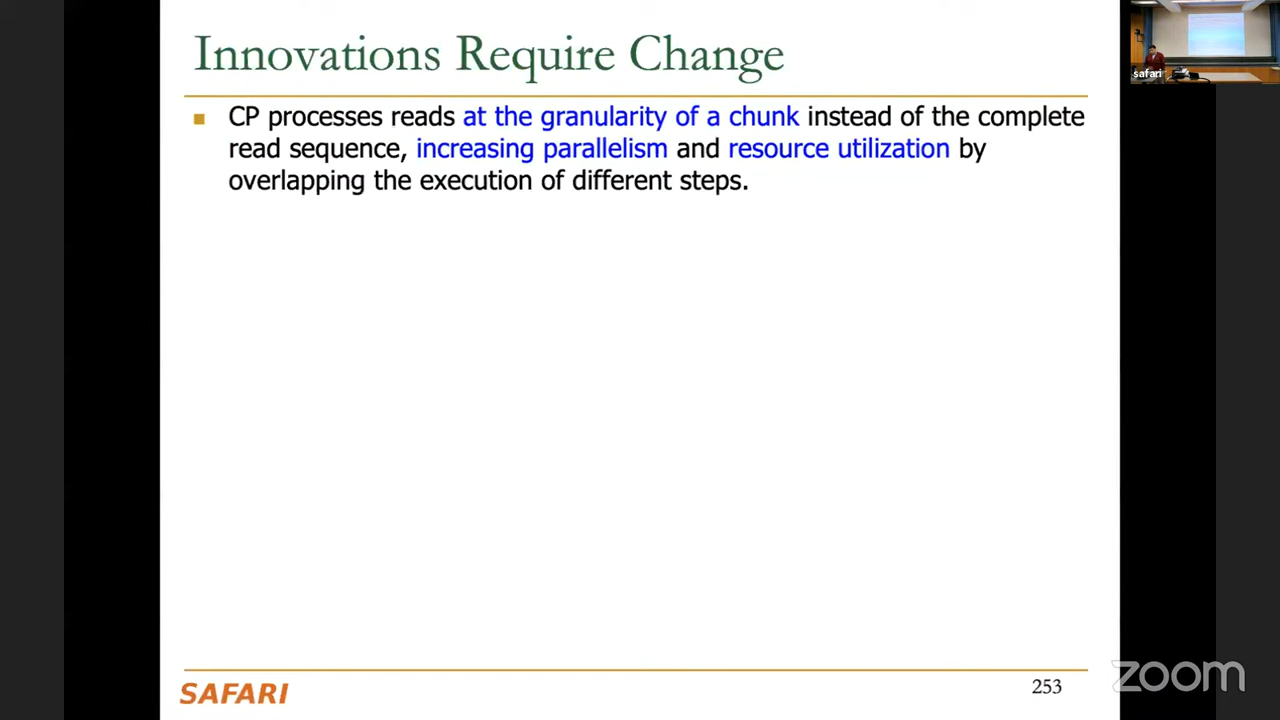 Innovations Require Change
CP processes reads at the granularity of a chunk instead of the complete
read sequence, increasing parallelism and resource utilization by
overlapping the execution of different steps.
SAFARI
253
safari
zoom